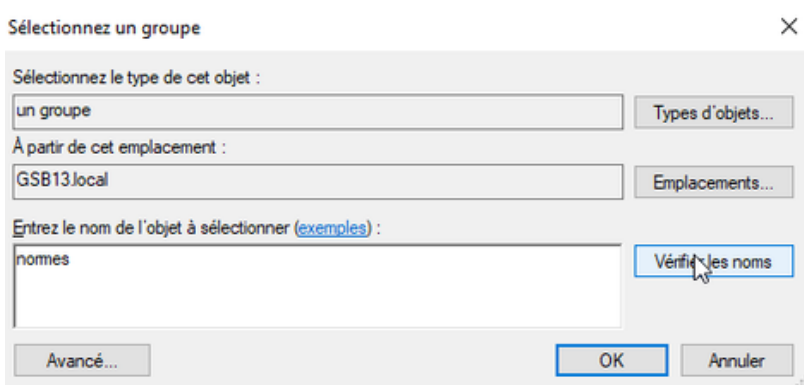 Sélectionnez un groupe
Sélectionnez le type de cet objet :
un groupe
Types d'objets...
À partir de cet emplacement :
GSB13.local
Emplacements...
Entrez le nom de l'objet à sélectionner (exemples) :
normes
Vérifier les noms
Avancé...
OK
Annuler